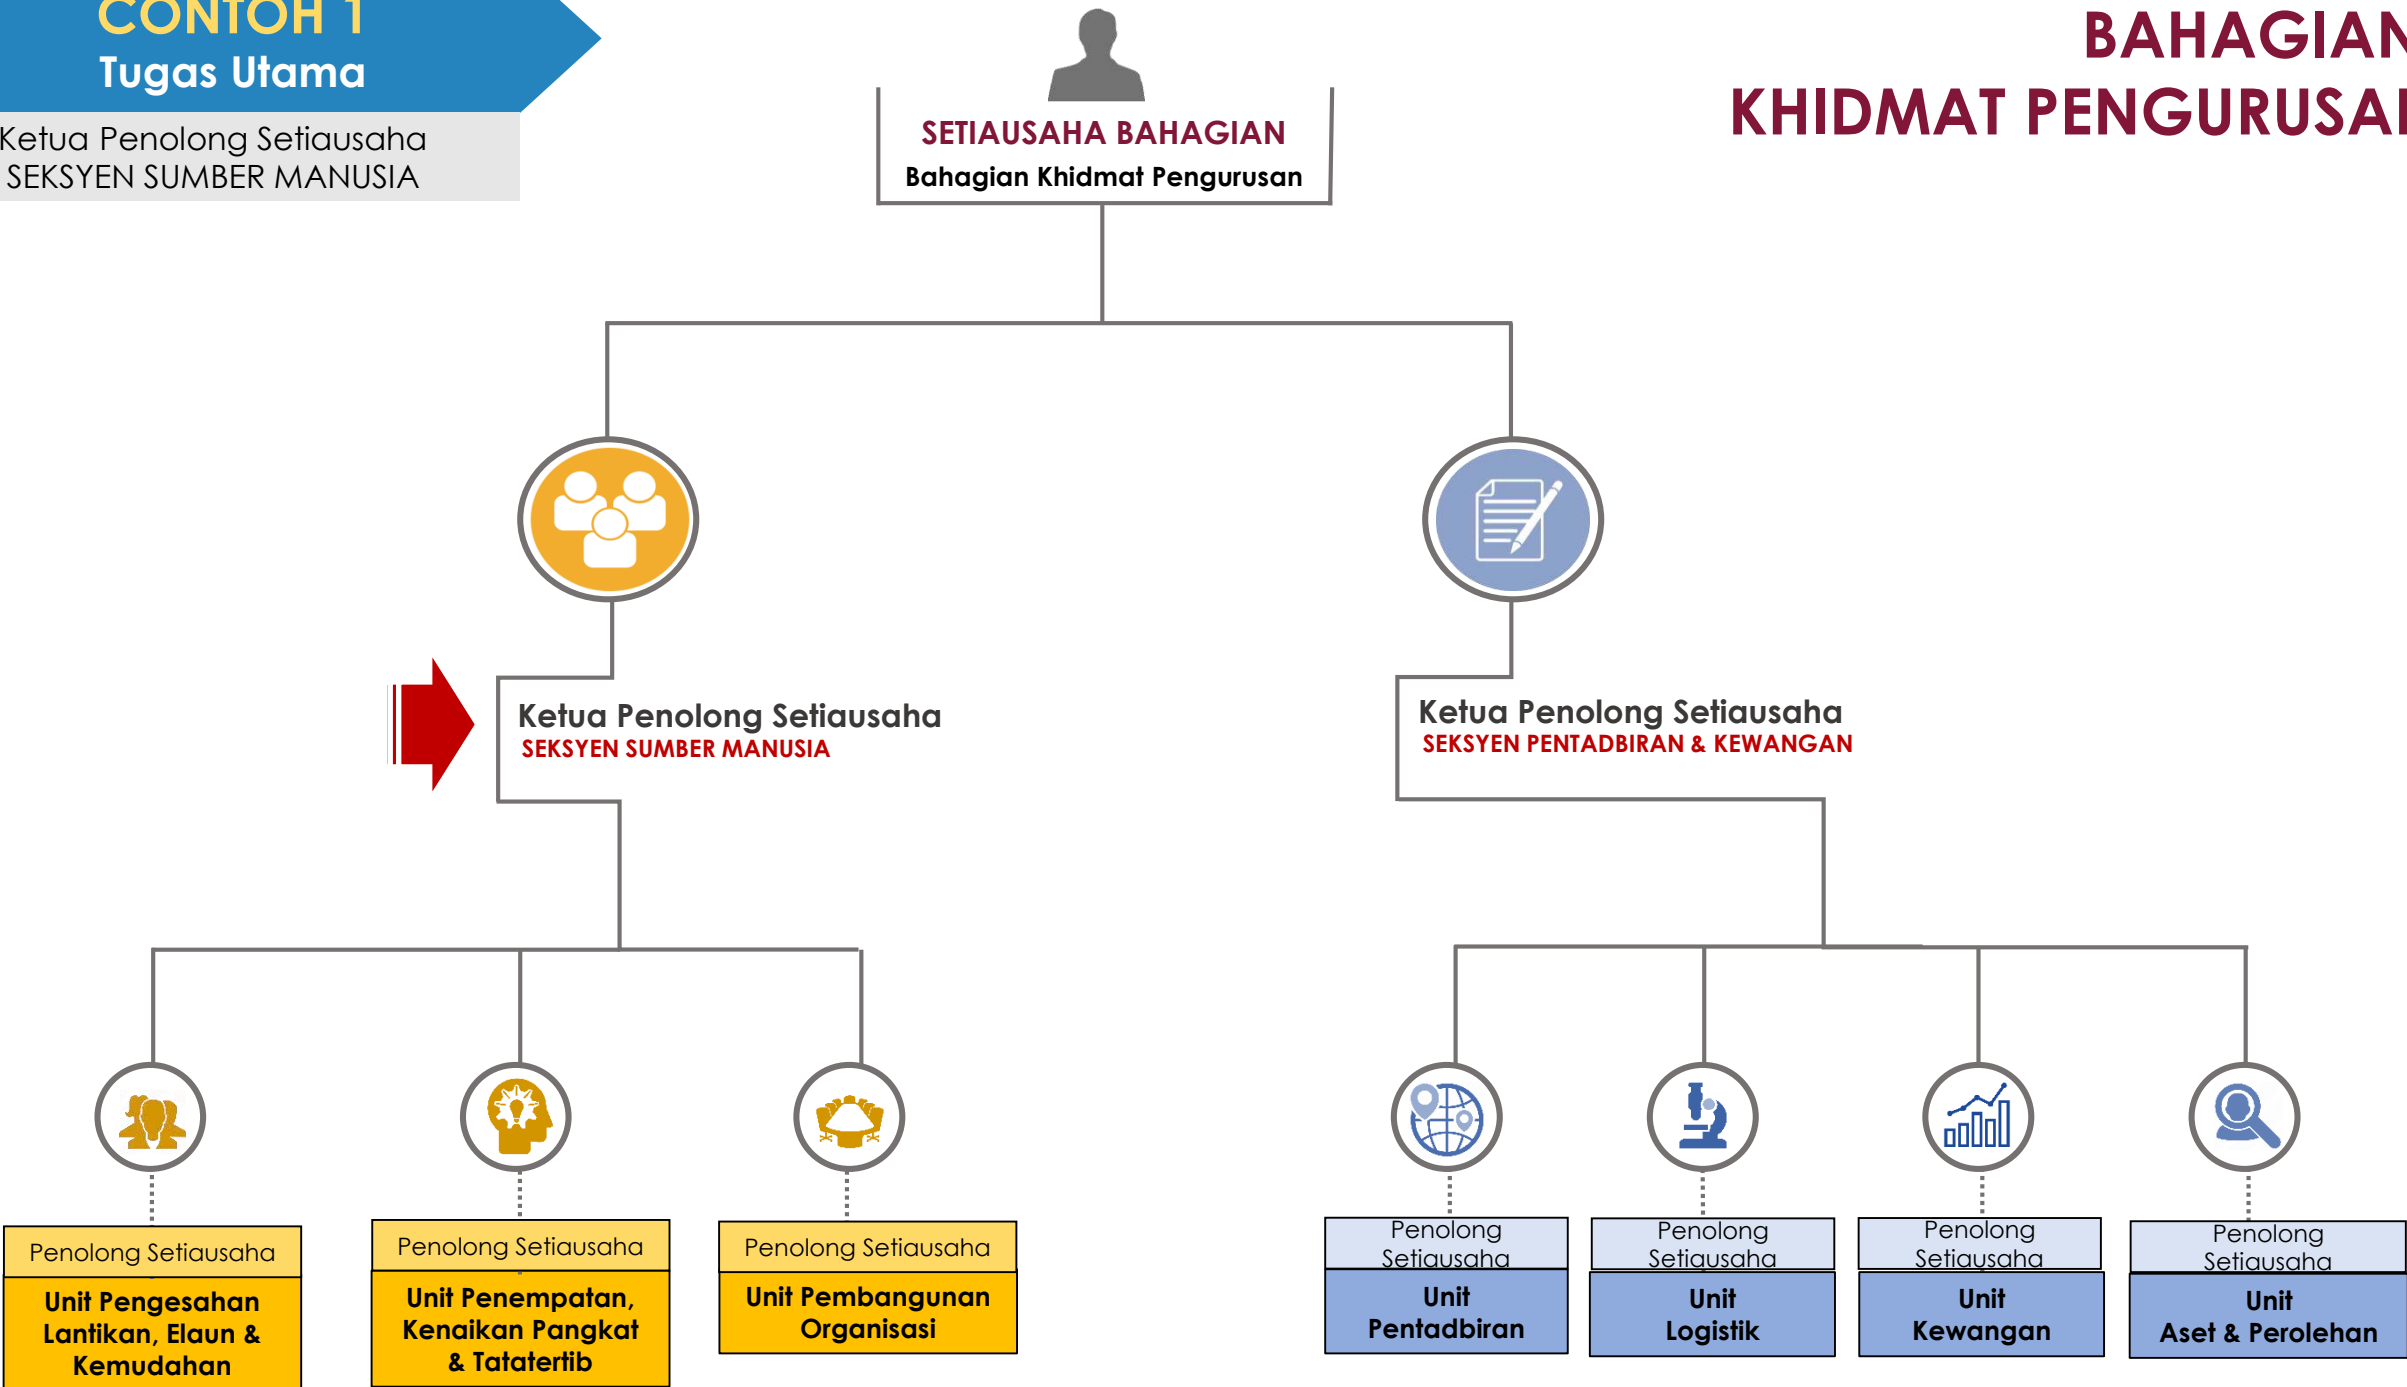 CONTOH 1
Tugas Utama
Ketua Penolong Setiausaha
SEKSYEN SUMBER MANUSIA
BAHAGIAN
KHIDMAT PENGURUSAN
SETIAUSAHA BAHAGIAN
Bahagian Khidmat Pengurusan
Ketua Penolong Setiausaha
SEKSYEN SUMBER MANUSIA
Ketua Penolong Setiausaha
SEKSYEN PENTADBIRAN & KEWANGAN
Penolong Setiausaha
Unit Pengesahan
Lantikan, Elaun &
Kemudahan
Penolong Setiausaha
Unit Penempatan,
Kenaikan Pangkat
& Tatatertib
Penolong Setiausaha
Unit Pembangunan
Organisasi
Penolong
Setiausaha
Unit
Pentadbiran
Penolong
Setiausaha
Unit
Logistik
Penolong
Setiausaha
Unit
Kewangan
Penolong
Setiausaha
Unit
Aset & Perolehan